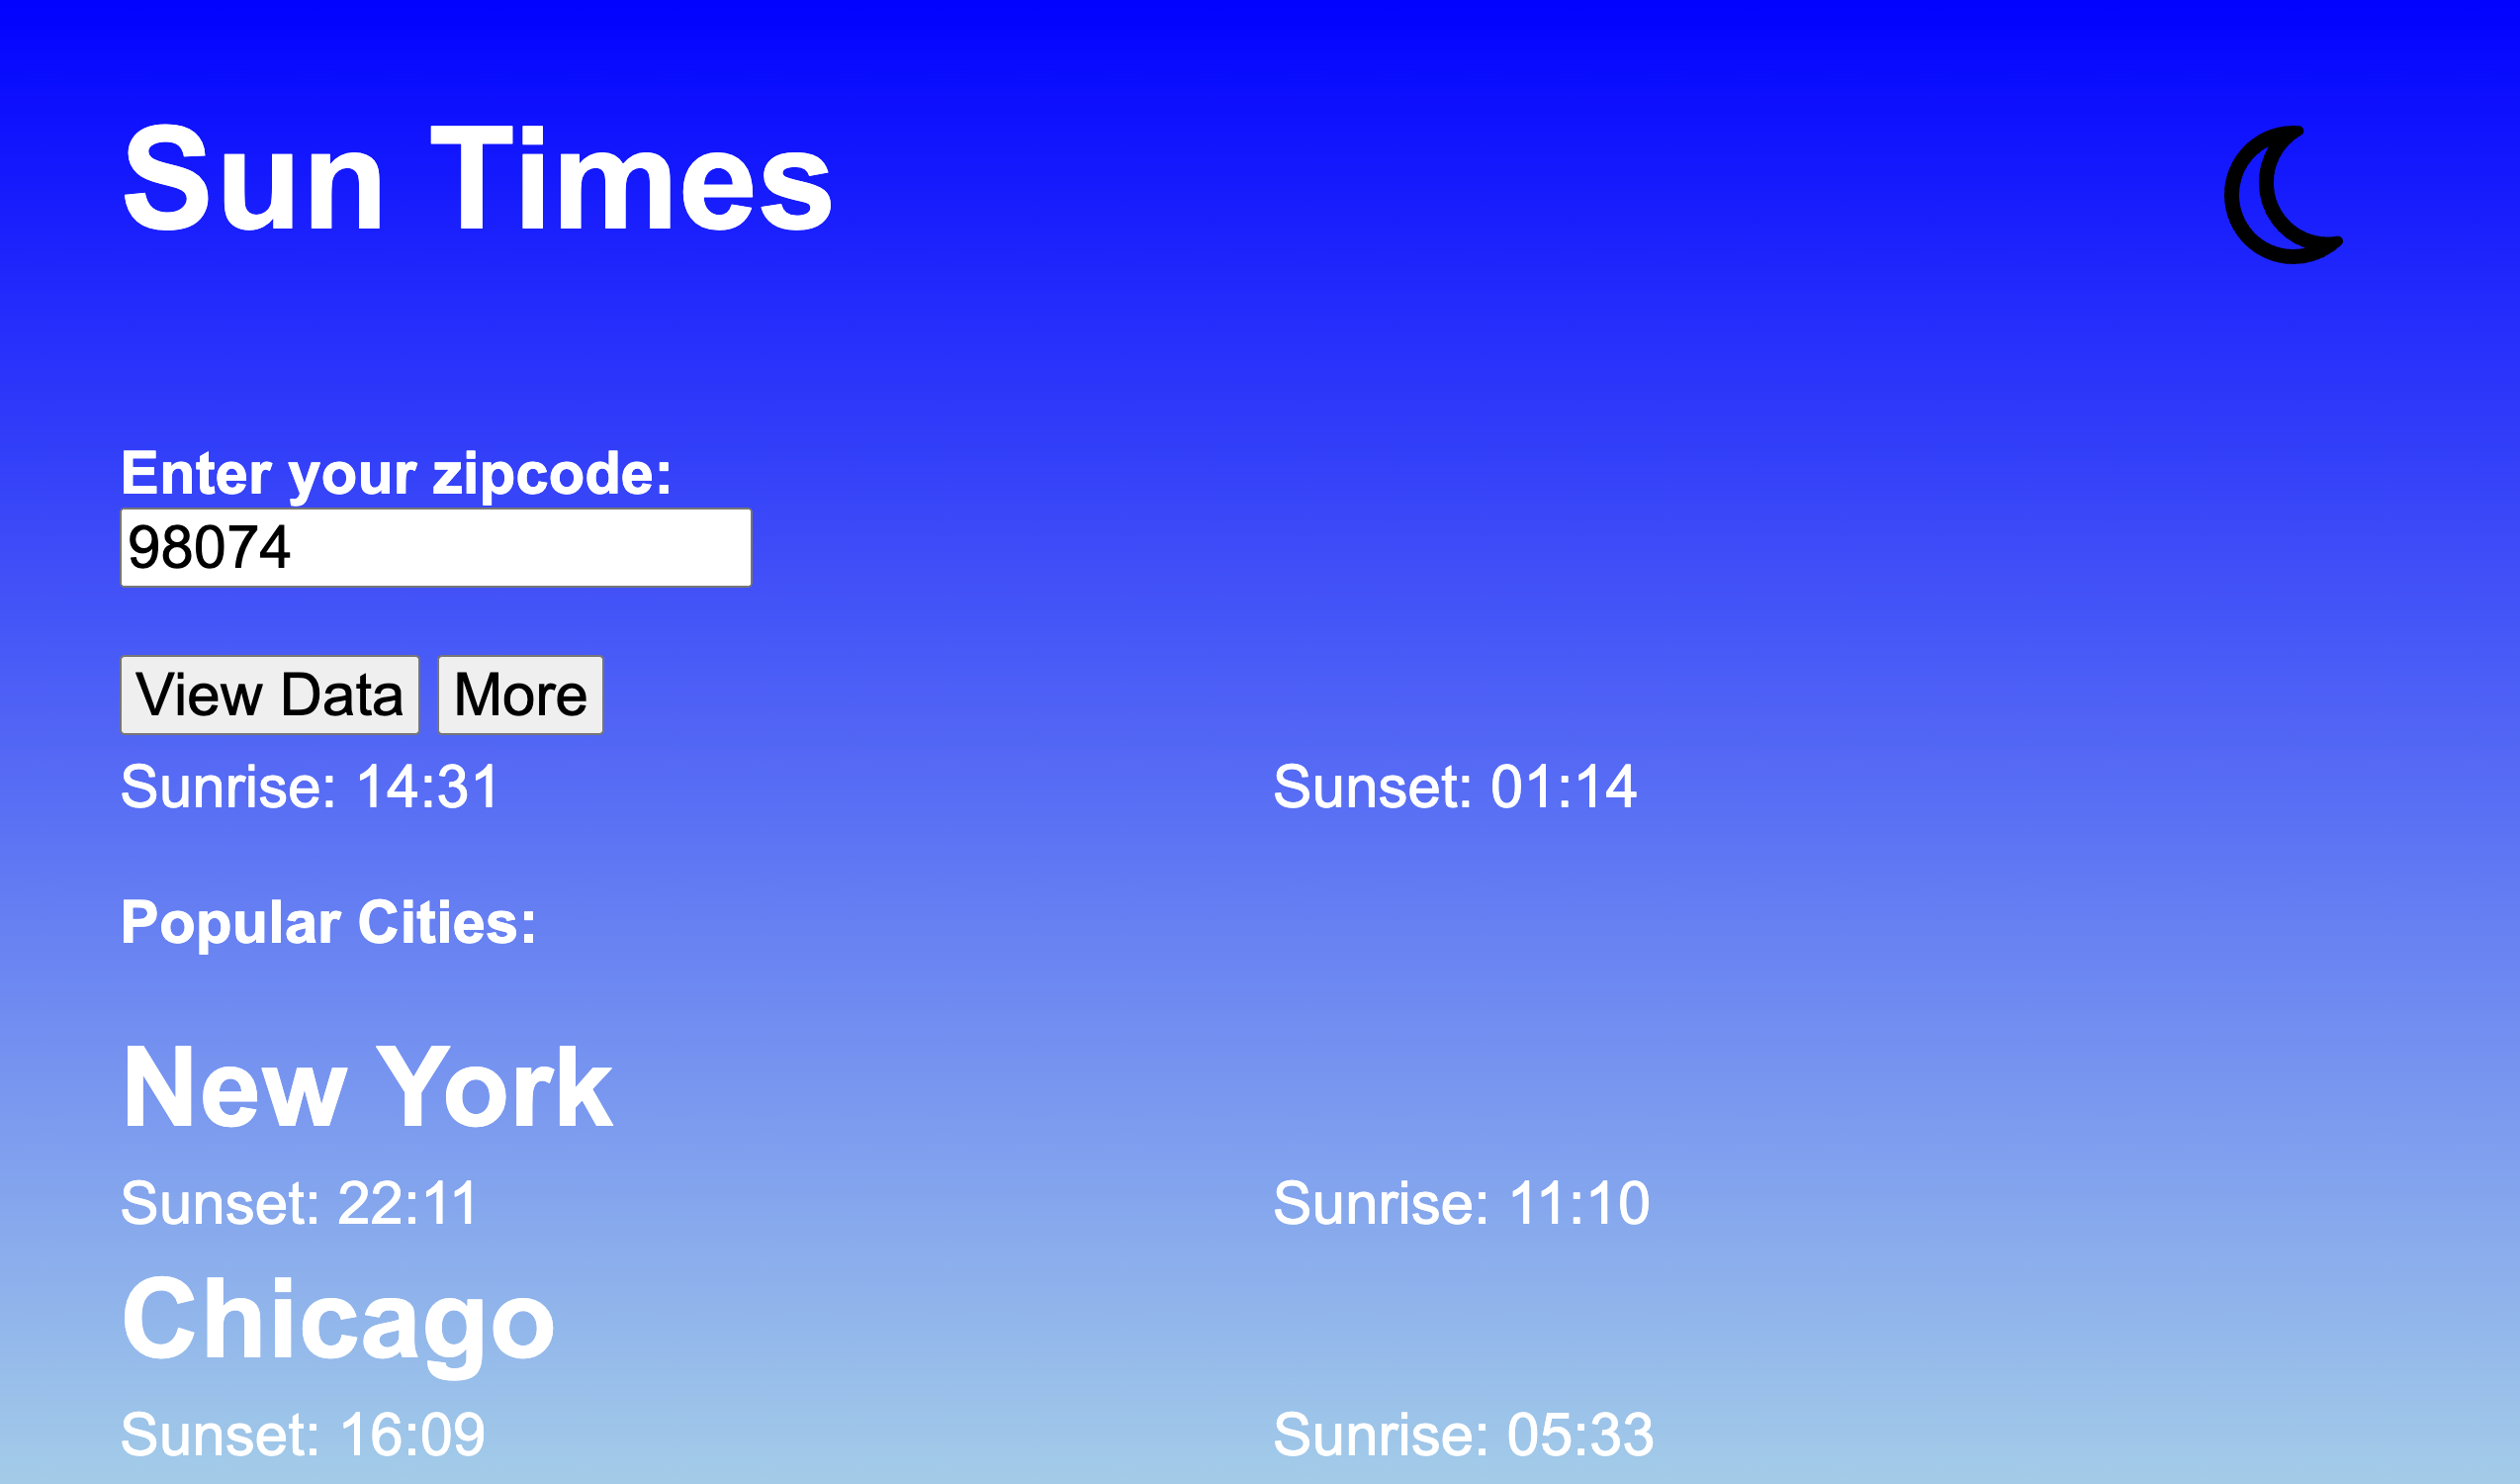 Sun Times
Enter your zipcode:
98074
View Data More
Sunrise: 14:31 Sunset: 01:14
Popular Cities:
New York
Sunset: 22:11 Sunrise: 11:10
Chicago
Sunset: 16:09 Sunrise: 05:33